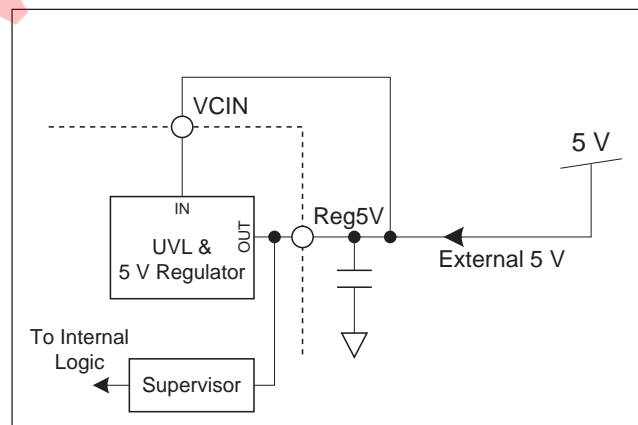 VCIN
5 V
IN
OUT
Reg5V
UVL &
5 V Regulator
External 5 V
To Internal
Logic
Supervisor